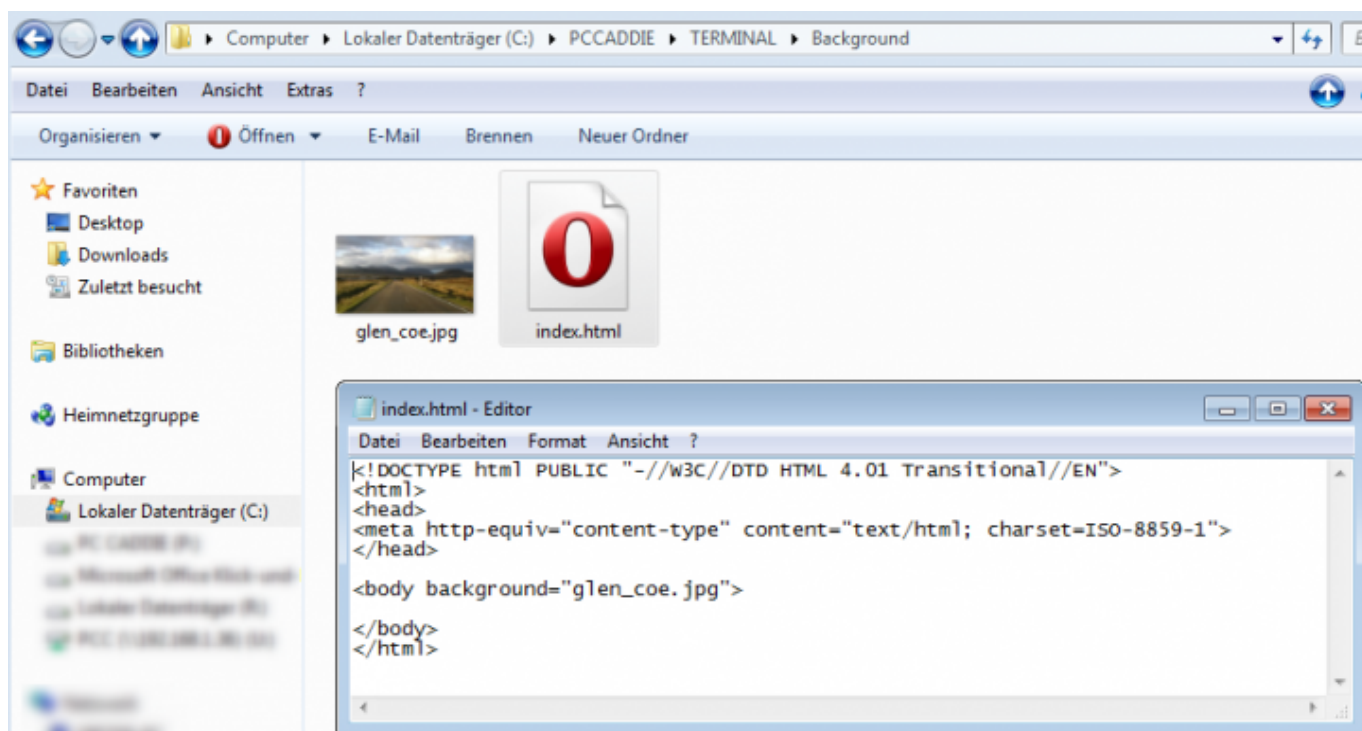 Computer ▸ Lokaler Datenträger (C:) ▸ PCCADDIE ▸ TERMINAL ▸ Background
Datei Bearbeiten Ansicht Extras ?
Organisieren Öffnen E-Mail Brennen Neuer Ordner
Favoriten
Desktop
Downloads
Zuletzt besucht
Bibliotheken
Heimnetzgruppe
Computer
Lokaler Datenträger (C:)
glen_coe.jpg
index.html
index.html - Editor
Datei Bearbeiten Format Ansicht ?
<!DOCTYPE html PUBLIC "-//W3C//DTD HTML 4.01 Transitional//EN">
<html>
<head>
<meta http-equiv="content-type" content="text/html; charset=ISO-8859-1">
</head>
<body background="glen_coe.jpg">
</body>
</html>